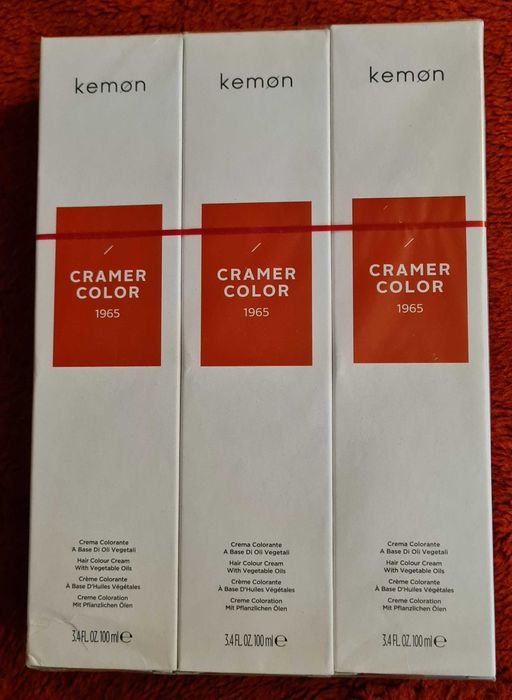 kemøn
CRAMER
COLOR
1965
Crema Colorante
A Base Di Oli Vegetali
Hair Colour Cream
With Vegetable Oils
Crème Colorante
À Base D'Huiles Végétales
Creme Coloration
Mit Pflanzlichen Ölen
3.4 FL. OZ. 100 ml ℮
kemøn
CRAMER
COLOR
1965
Crema Colorante
A Base Di Oli Vegetali
Hair Colour Cream
With Vegetable Oils
Crème Colorante
À Base D'Huiles Végétales
Creme Coloration
Mit Pflanzlichen Ölen
3.4 FL. OZ. 100 ml ℮
kemøn
CRAMER
COLOR
1965
Crema Colorante
A Base Di Oli Vegetali
Hair Colour Cream
With Vegetable Oils
Crème Colorante
À Base D'Huiles Végétales
Creme Coloration
Mit Pflanzlichen Ölen
3.4 FL. OZ. 100 ml ℮